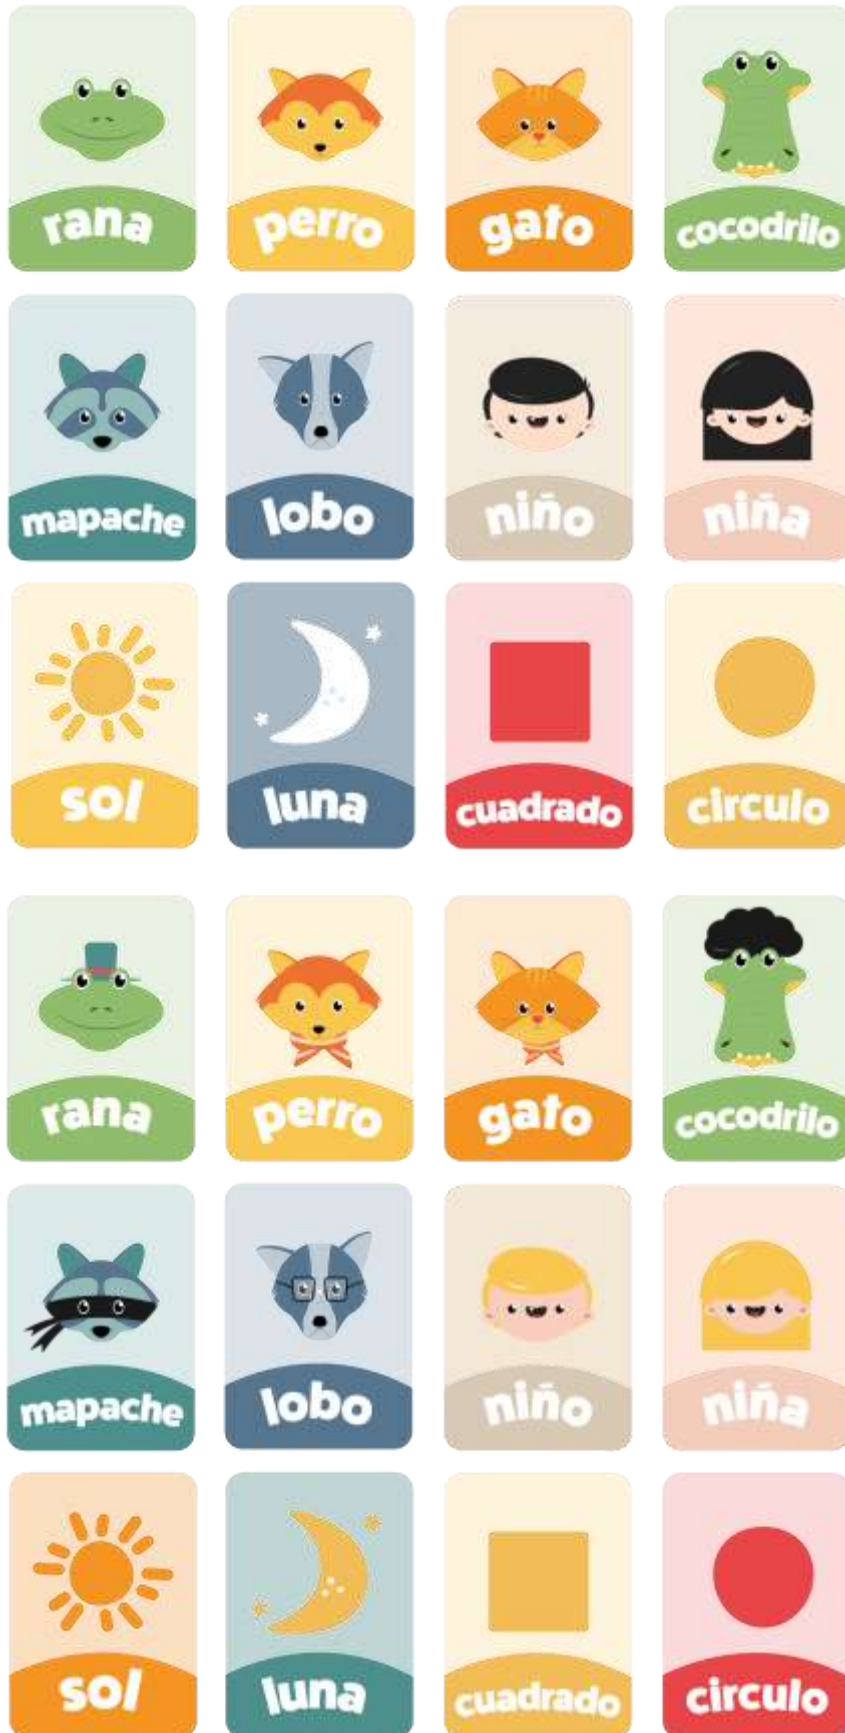 rana perro gato cocodrilo
mapache lobo niño niña
sol luna cuadrado circulo
rana perro gato cocodrilo
mapache lobo niño niña
sol luna cuadrado circulo